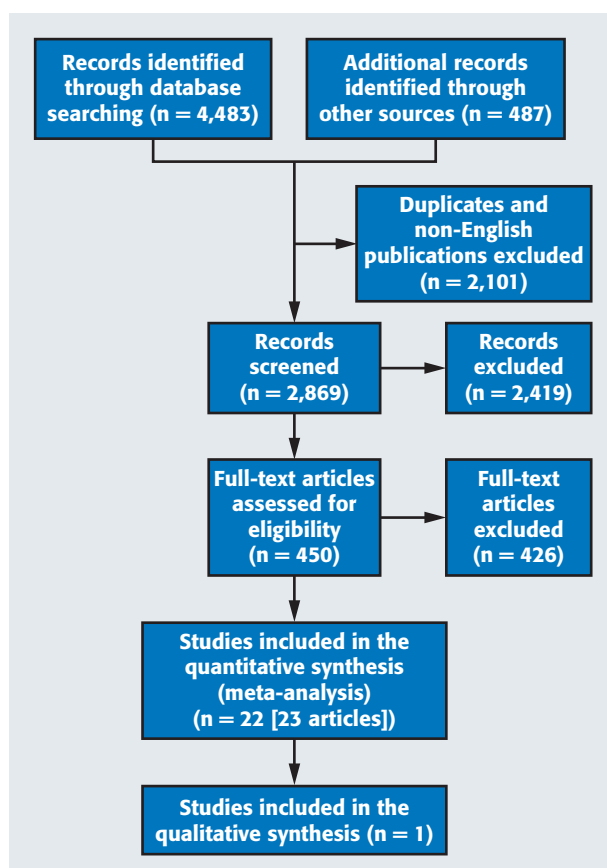 Records identified
through database
searching (n = 4,483)
Additional records
identified through
other sources (n = 487)
Duplicates and
non-English
publications excluded
(n = 2,101)
Records
screened
(n = 2,869)
Records
excluded
(n = 2,419)
Full-text articles
assessed for
eligibility
(n = 450)
Full-text
articles
excluded
(n = 426)
Studies included in the
quantitative synthesis
(meta-analysis)
(n = 22 [23 articles])
Studies included in the
qualitative synthesis (n = 1)